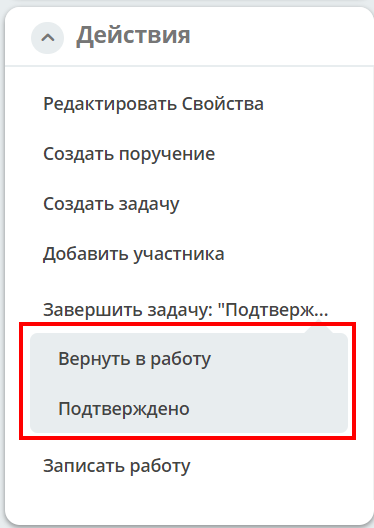 Действия
Редактировать Свойства
Создать поручение
Создать задачу
Добавить участника
Завершить задачу: "Подтверж...
Вернуть в работу
Подтверждено
Записать работу